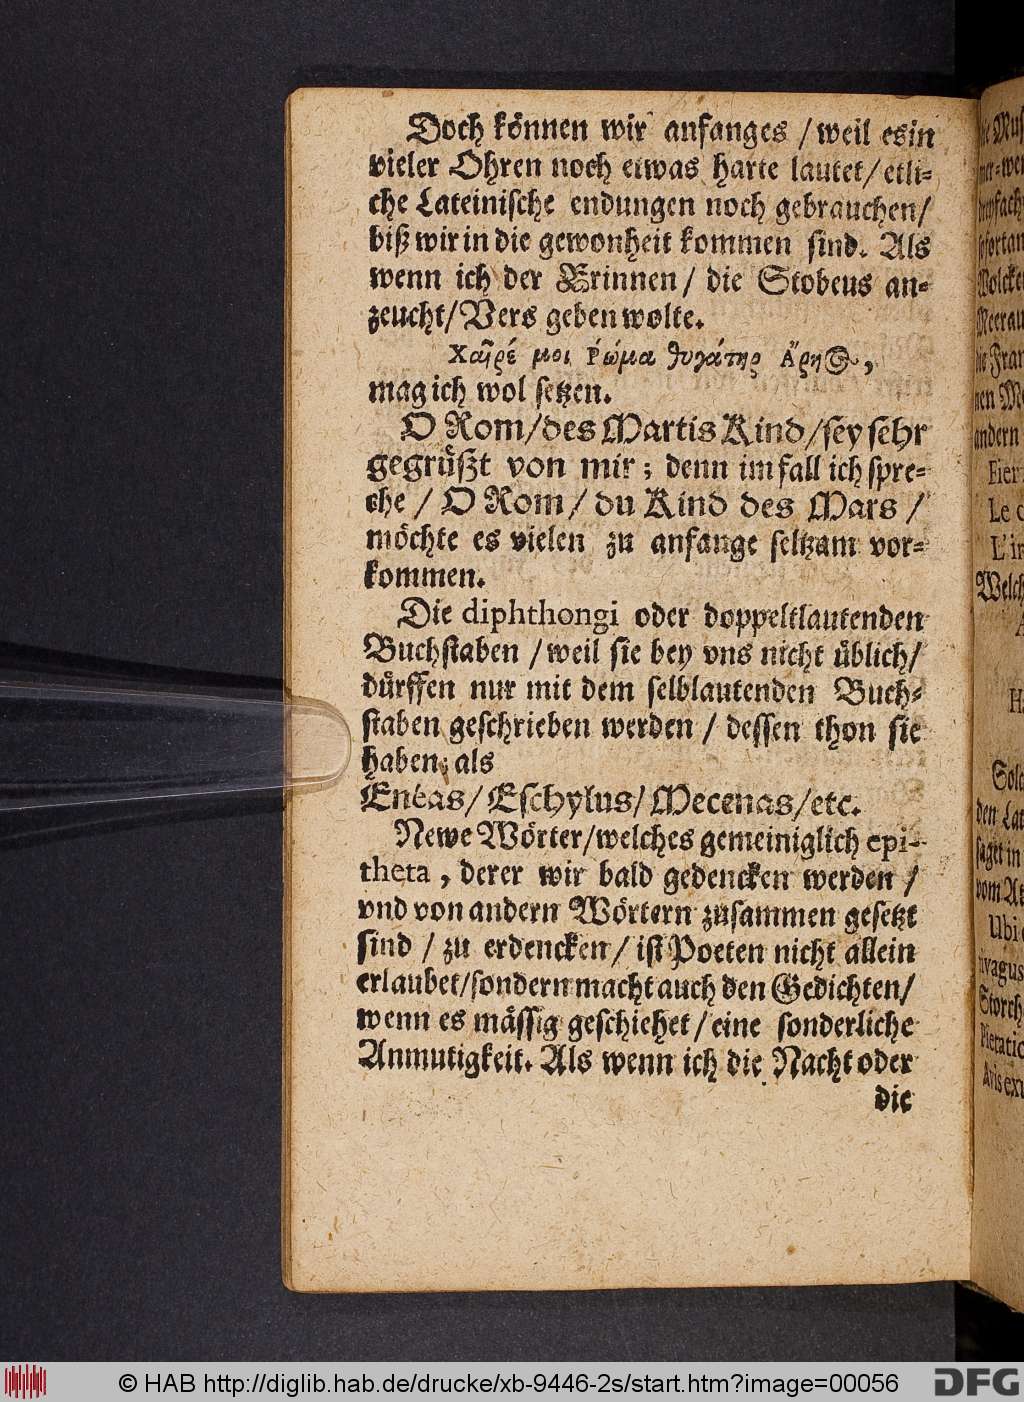 Doch können wir anfanges / weil es in
vieler Ohren noch etwas harte lautet / etli-
che Lateinische endungen noch gebrauchen /
biß wir in die gewonheit kommen sind. Als
wenn ich der Erinnen / die Stobeus an-
zeucht / Vers geben wolte.
Χαῖρέ μοι Ῥώμα θυγάτηρ Ἄρηος,
mag ich wol setzen.
O Rom / des Martis Kind / sey sehr
gegrüßt von mir; denn im fall ich spre-
che / O Rom / du Kind des Mars /
möchte es vielen zu anfange seltzam vor-
kommen.
Die diphthongi oder doppeltlautenden
Buchstaben / weil sie bey vns nicht üblich /
dürffen nur mit dem selblautenden Buch-
staben geschrieben werden / dessen thon sie
haben; als
Eneas / Eschylus / Mecenas / etc.
Newe Wörter / welches gemeiniglich epi-
theta, derer wir bald gedencken werden /
vnd von andern Wörtern zusammen gesetzt
sind / zu erdencken / ist Poeten nicht allein
erlaubet / sondern macht auch den Gedichten /
wenn es mässig geschiehet / eine sonderliche
Anmutigkeit. Als wenn ich die Nacht oder
die
Fier
Le
Welch
Ubi
Storch
© HAB http://diglib.hab.de/drucke/xb-9446-2s/start.htm?image=00056
DFG